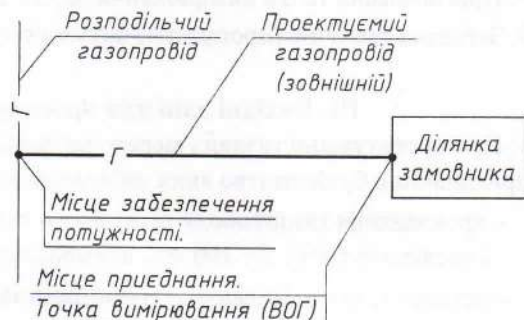 Розподільчий
газопровід
Проектуємий
газопровід
(зовнішній)
Г
Г
Ділянка
замовника
Місце забезпечення
потужності.
Місце приєднання.
Точка вимірювання (ВОГ)